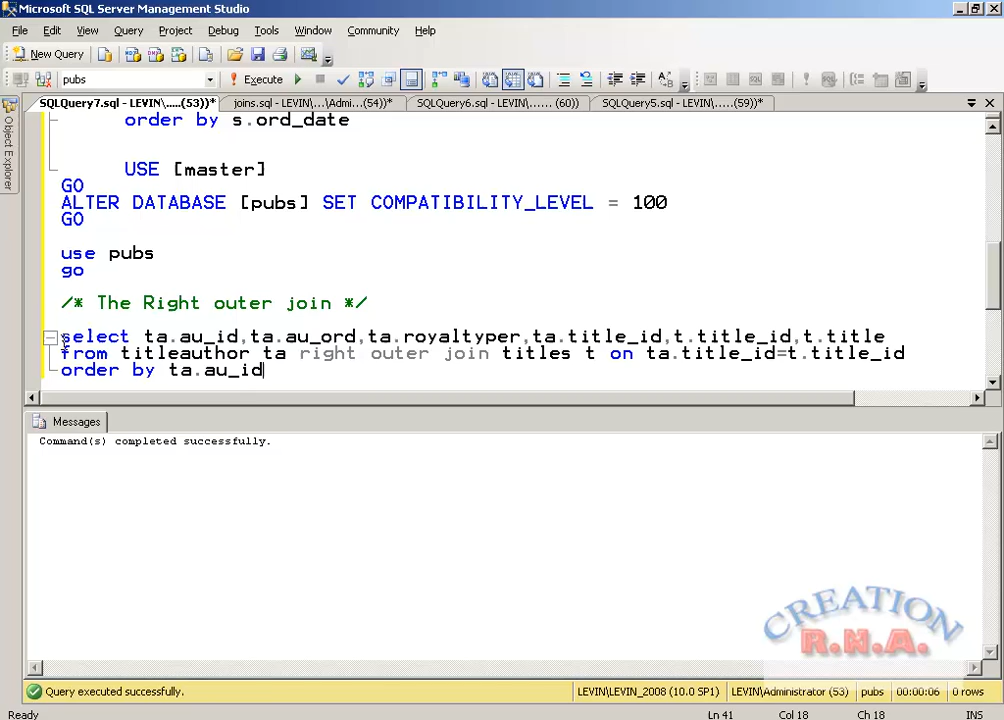 Microsoft SQL Server Management Studio
File Edit View Query Project Debug Tools Window Community Help
New Query
pubs Execute
SQLQuery7.sql - LEVIN\.....(53))* joins.sql - LEVIN\...\Admi...(54))* SQLQuery6.sql - LEVIN\...... (60)) SQLQuery5.sql - LEVIN\.....(59))*
Object Explorer
order by s.ord_date
USE [master]
GO
ALTER DATABASE [pubs] SET COMPATIBILITY_LEVEL = 100
GO
use pubs
go
/* The Right outer join */
select ta.au_id,ta.au_ord,ta.royaltyper,ta.title_id,t.title_id,t.title
from titleauthor ta right outer join titles t on ta.title_id=t.title_id
order by ta.au_id
Messages
Command(s) completed successfully.
CREATION
R.N.A.
Query executed successfully. LEVIN\LEVIN_2008 (10.0 SP1) LEVIN\Administrator (53) pubs 00:00:06 0 rows
Ready Ln 41 Col 18 Ch 18 INS